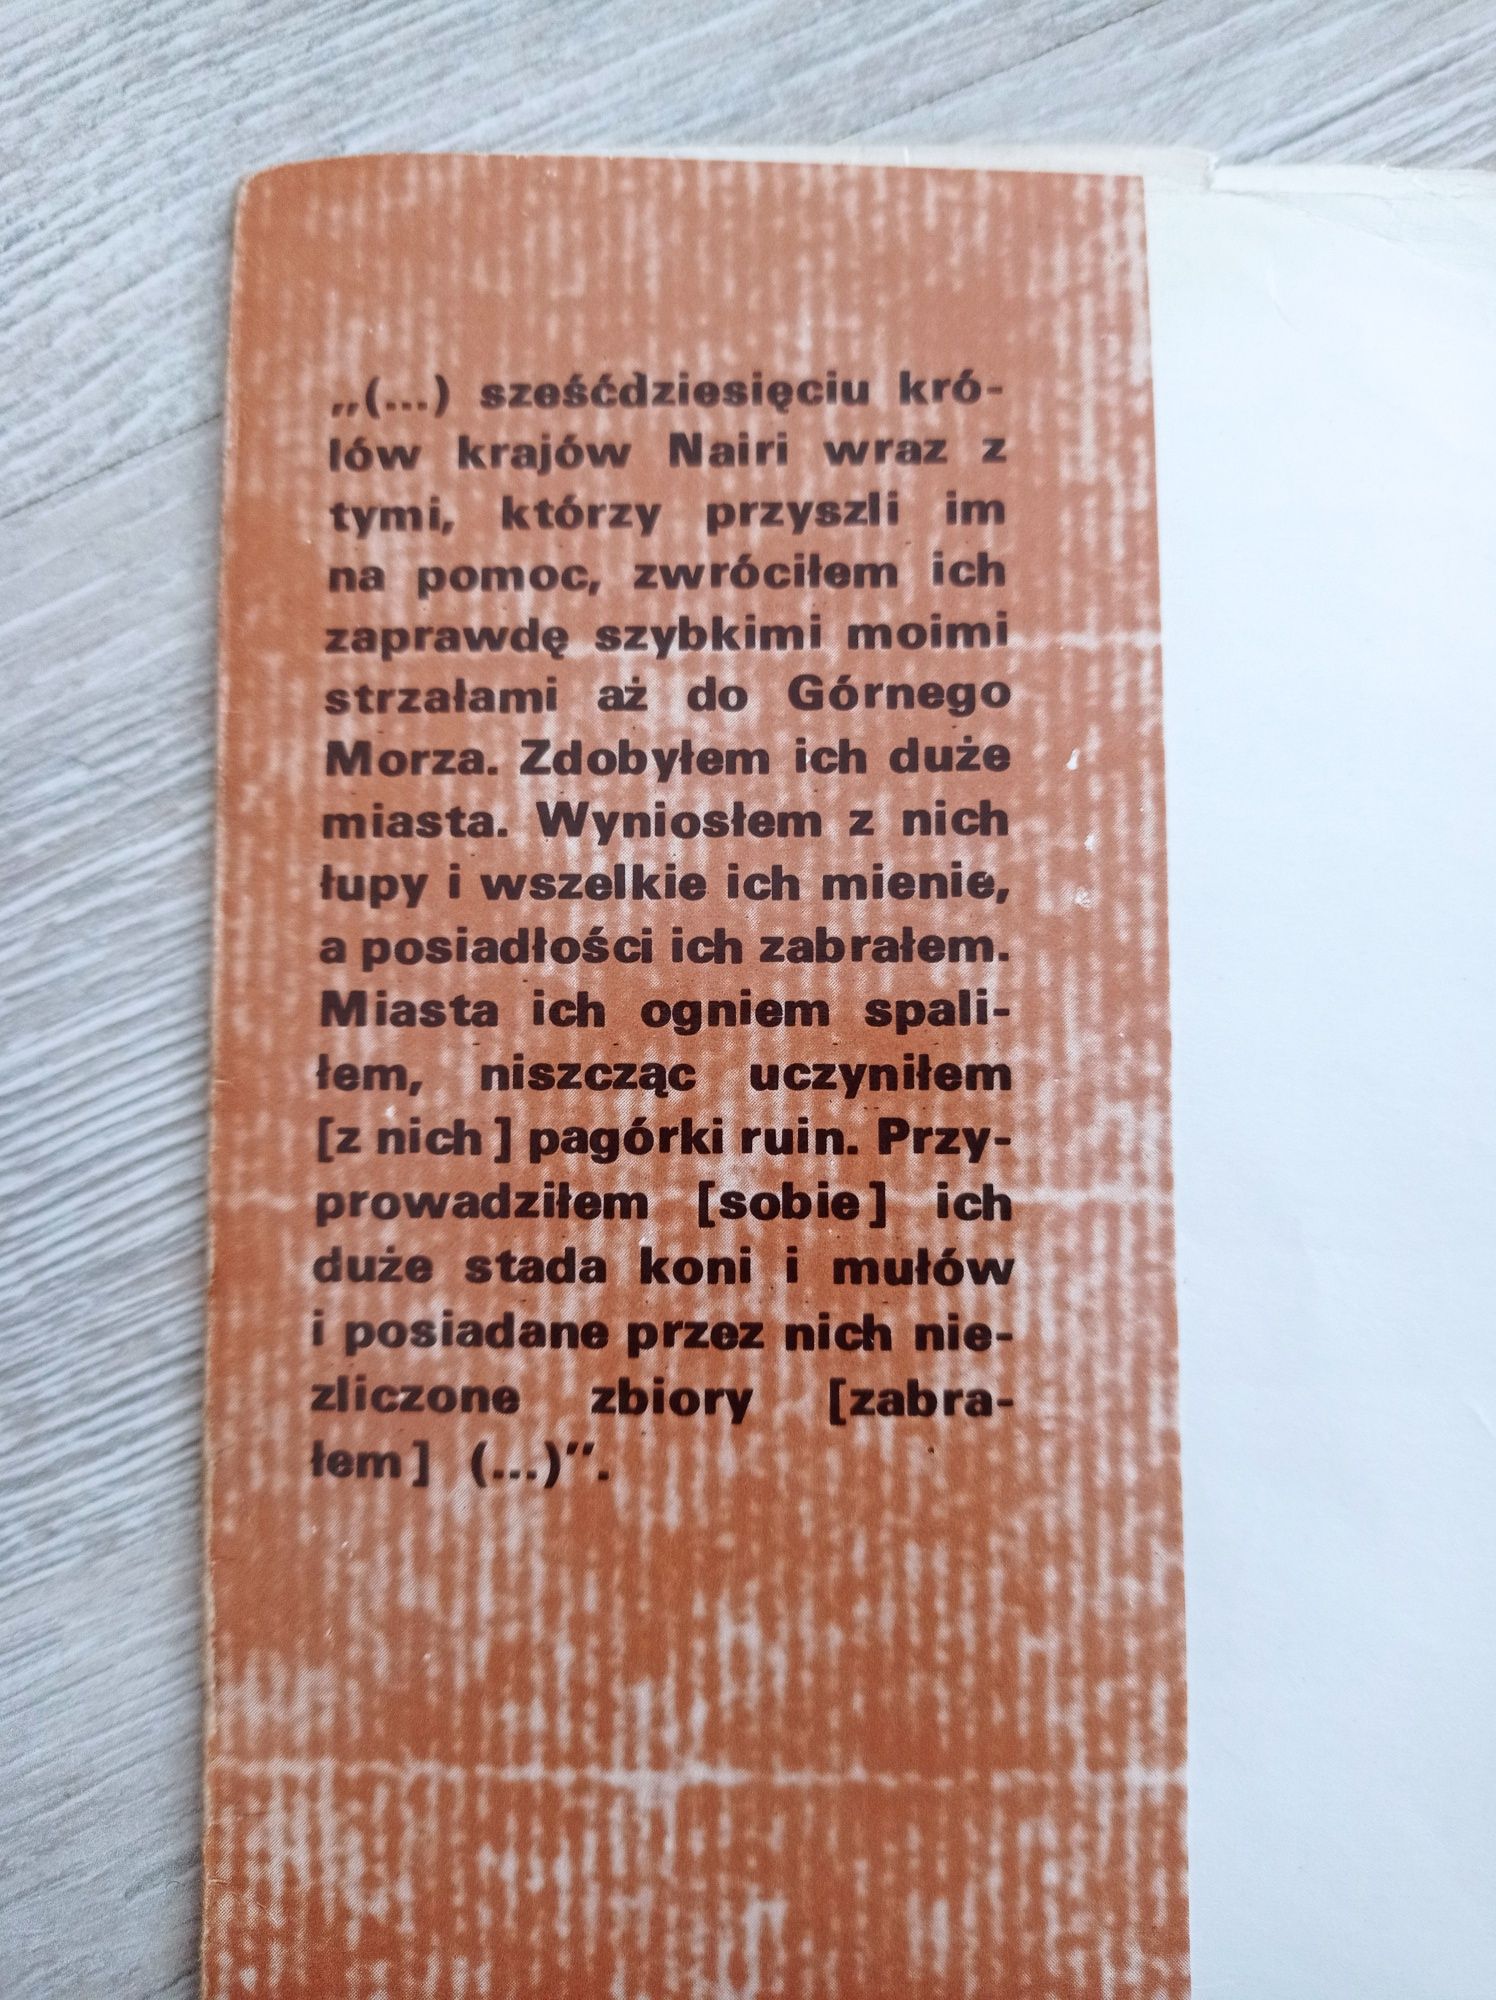 „(...) sześćdziesięciu kró-
lów krajów Nairi wraz z
tymi, którzy przyszli im
na pomoc, zwróciłem ich
zaprawdę szybkimi moimi
strzałami aż do Górnego
Morza. Zdobyłem ich duże
miasta. Wyniosłem z nich
łupy i wszelkie ich mienie,
a posiadłości ich zabrałem.
Miasta ich ogniem spali-
łem, niszcząc uczyniłem
[z nich] pagórki ruin. Przy-
prowadziłem [sobie] ich
duże stada koni i mułów
i posiadane przez nich nie-
zliczone zbiory [zabra-
łem] (...)”.